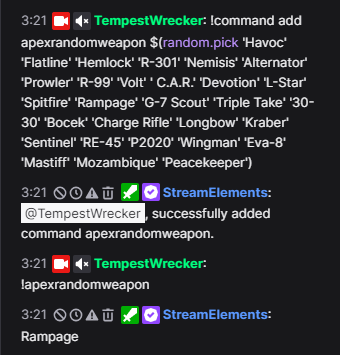 3:21 TempestWrecker: !command add
apexrandomweapon $(random.pick 'Havoc'
'Flatline' 'Hemlock' 'R-301' 'Nemisis' 'Alternator'
'Prowler' 'R-99' 'Volt' ' C.A.R.' 'Devotion' 'L-Star'
'Spitfire' 'Rampage' 'G-7 Scout' 'Triple Take' '30-
30' 'Bocek' 'Charge Rifle' 'Longbow' 'Kraber'
'Sentinel' 'RE-45' 'P2020' 'Wingman' 'Eva-8'
'Mastiff' 'Mozambique' 'Peacekeeper')
3:21 StreamElements:
@TempestWrecker, successfully added
command apexrandomweapon.
3:21 TempestWrecker:
!apexrandomweapon
3:21 StreamElements:
Rampage